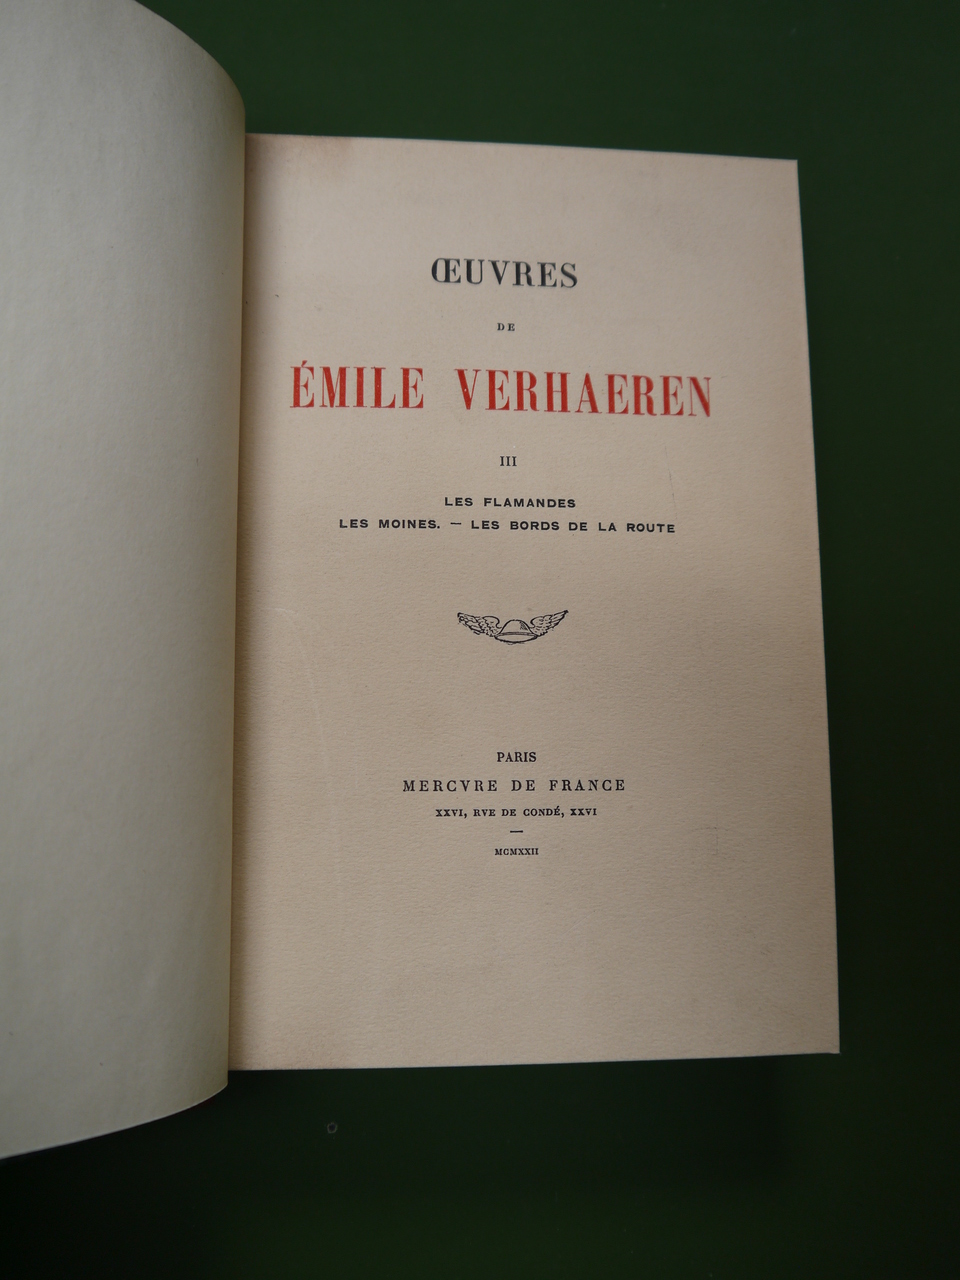 ŒUVRES
DE
ÉMILE VERHAEREN
III
LES FLAMANDES
LES MOINES. — LES BORDS DE LA ROUTE
PARIS
MERCVRE DE FRANCE
XXVI, RVE DE CONDÉ, XXVI
MCMXXII